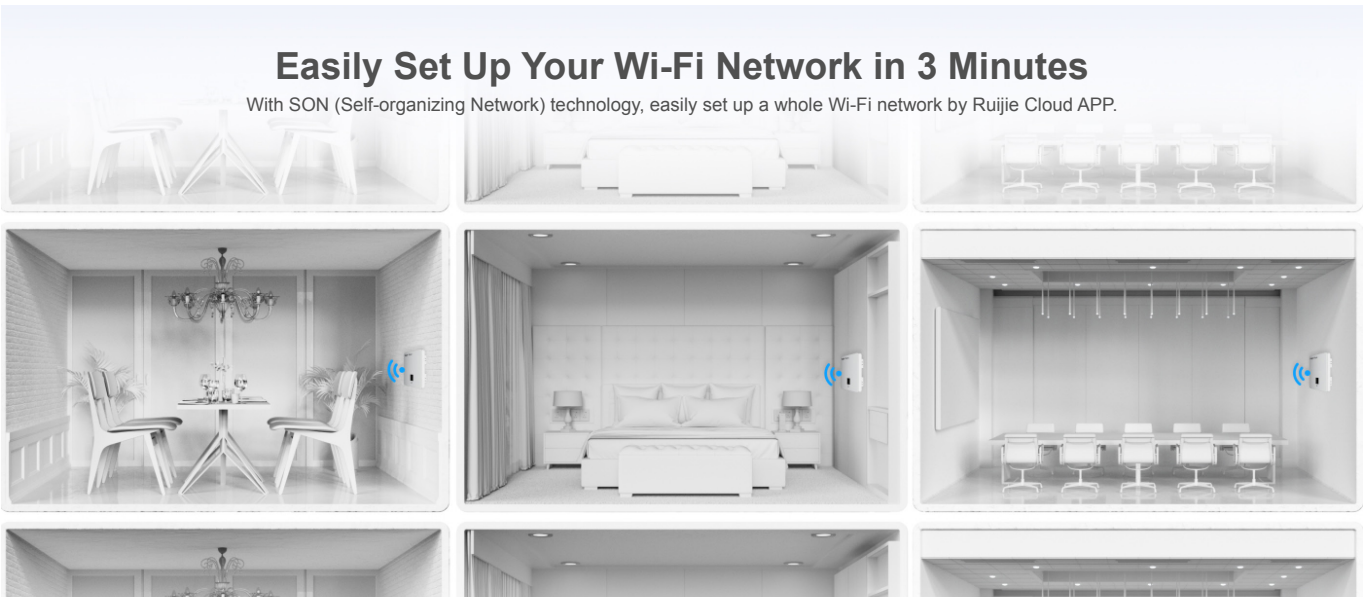 Easily Set Up Your Wi-Fi Network in 3 Minutes
With SON (Self-organizing Network) technology, easily set up a whole Wi-Fi network by Ruijie Cloud APP.